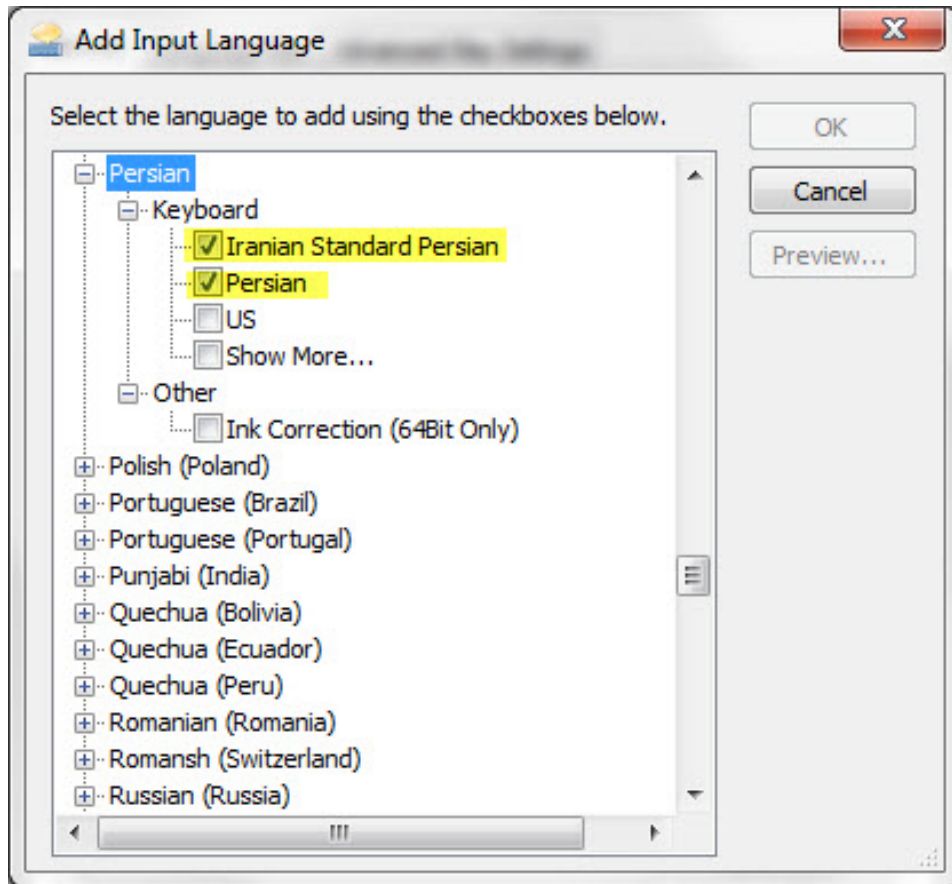 Add Input Language
Select the language to add using the checkboxes below.
OK
Cancel
Preview...
Persian
Keyboard
Iranian Standard Persian
Persian
US
Show More...
Other
Ink Correction (64Bit Only)
Polish (Poland)
Portuguese (Brazil)
Portuguese (Portugal)
Punjabi (India)
Quechua (Bolivia)
Quechua (Ecuador)
Quechua (Peru)
Romanian (Romania)
Romansh (Switzerland)
Russian (Russia)